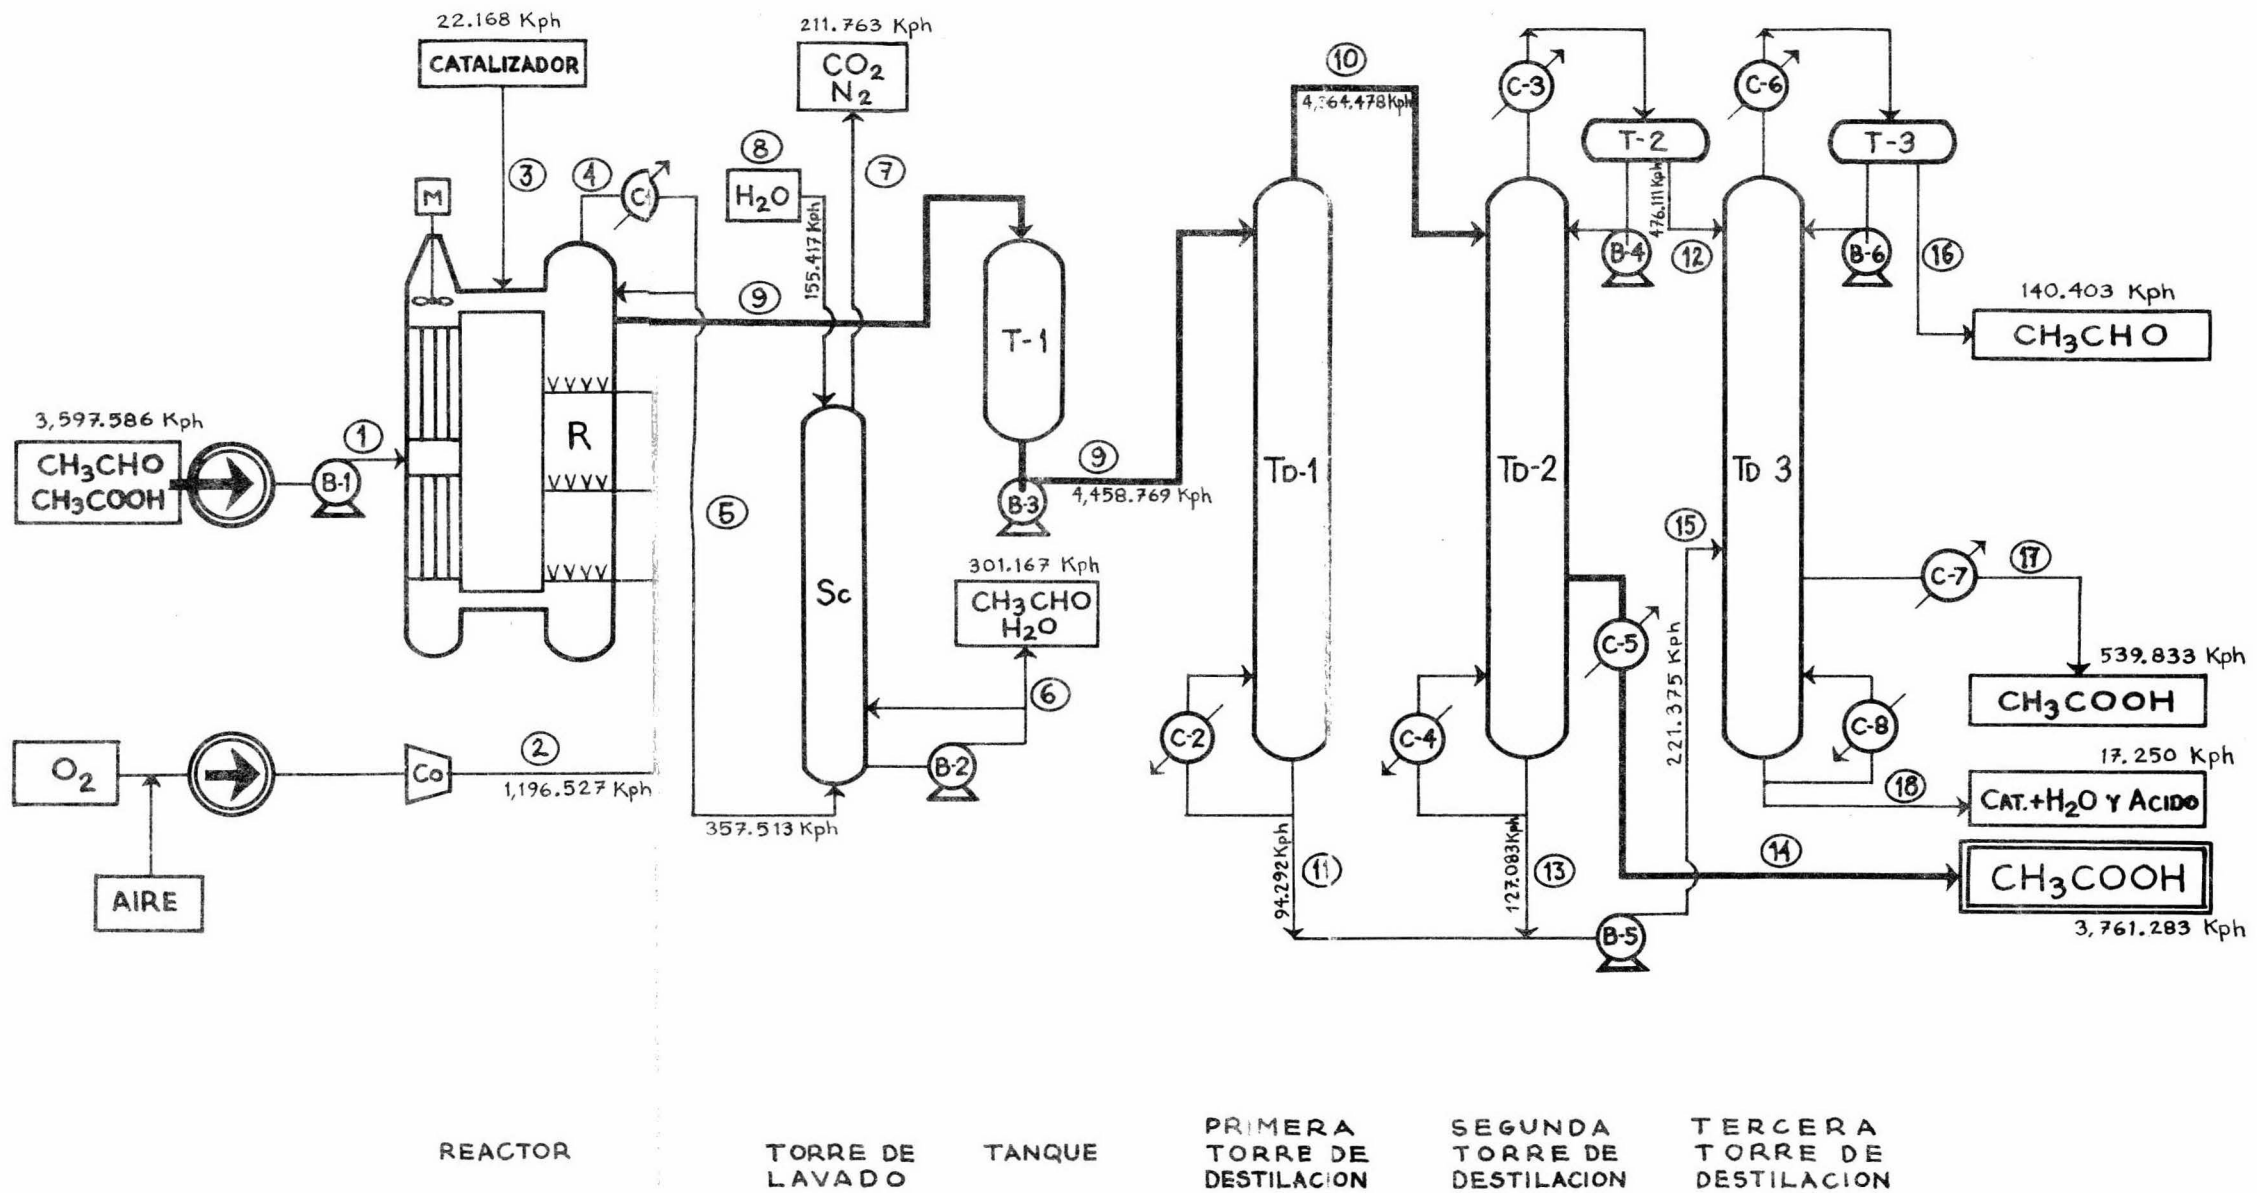 22.168 Kph
CATALIZADOR
3
4
M
3,597.586 Kph
CH₃CHO
CH₃COOH
1
B-1
R
O₂
AIRE
Co
2
1,196.527 Kph
211.763 Kph
CO₂
N₂
8
H₂O
155.417 Kph
7
9
5
357.513 Kph
Sc
B-2
6
301.167 Kph
CH₃CHO
H₂O
T-1
B-3
9
4,458.769 Kph
10
TD-1
C-2
94.292 Kph
11
C-3
T-2
B-4
476.111 Kph
12
TD-2
C-4
127.083 Kph
13
C-5
B-5
221.375 Kph
15
14
C-6
T-3
B-6
16
140.403 Kph
CH₃CHO
TD 3
C-7
17
539.833 Kph
CH₃COOH
C-8
18
17.250 Kph
CAT.+H₂O Y ACIDO
CH₃COOH
3,761.283 Kph
REACTOR
TORRE DE
LAVADO
TANQUE
PRIMERA
TORRE DE
DESTILACION
SEGUNDA
TORRE DE
DESTILACION
TERCERA
TORRE DE
DESTILACION